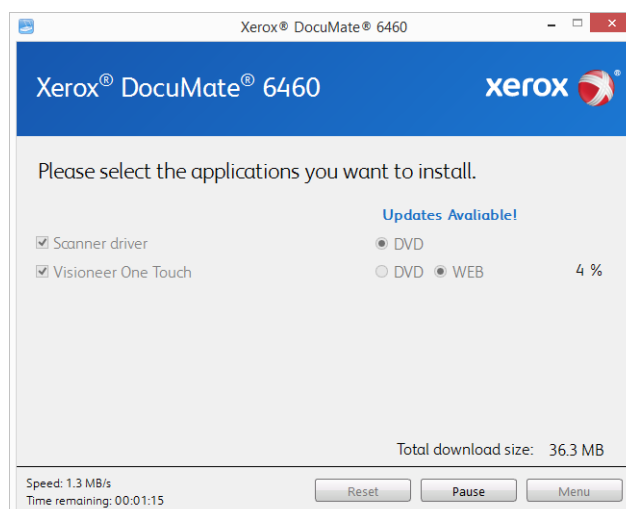 Xerox® DocuMate® 6460
Xerox® DocuMate® 6460
xerox®
Please select the applications you want to install.
Updates Avaliable!
Scanner driver DVD
Visioneer One Touch DVD WEB 4 %
Total download size: 36.3 MB
Speed: 1.3 MB/s
Time remaining: 00:01:15
Reset Pause Menu